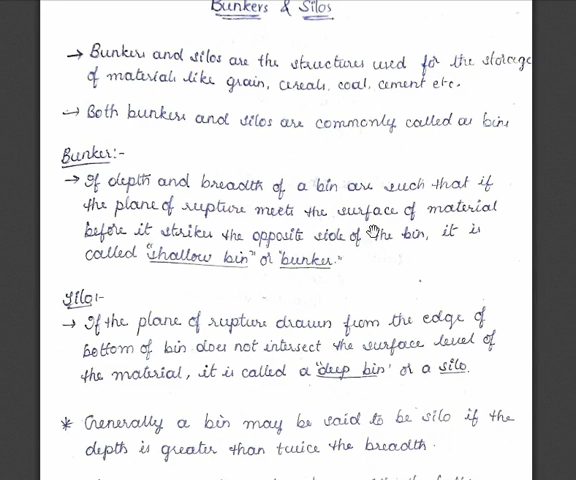 Bunkers & Silos
→ Bunkers and silos are the structures used for the storage
of materials like grain, cereals, coal, cement etc.
→ Both bunkers and silos are commonly called as bins
Bunker:-
→ If depth and breadth of a bin are such that if
the plane of rupture meets the surface of material
before it strikes the opposite side of the bin, it is
called "shallow bin" or "bunker."
Silo:-
→ If the plane of rupture drawn from the edge of
bottom of bin does not intersect the surface level of
the material, it is called a "deep bin' or a silo.
* Generally a bin may be said to be silo if the
depth is greater than twice the breadth.